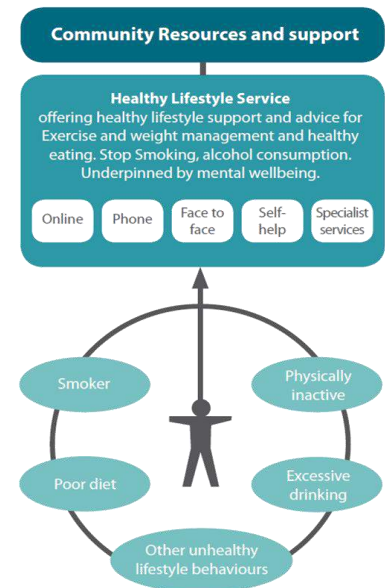 Community Resources and support
Healthy Lifestyle Service
offering healthy lifestyle support and advice for
Exercise and weight management and healthy
eating. Stop Smoking, alcohol consumption.
Underpinned by mental wellbeing.
Online
Phone
Face to
face
Self-
help
Specialist
services
Smoker
Physically
inactive
Poor diet
Excessive
drinking
Other unhealthy
lifestyle behaviours